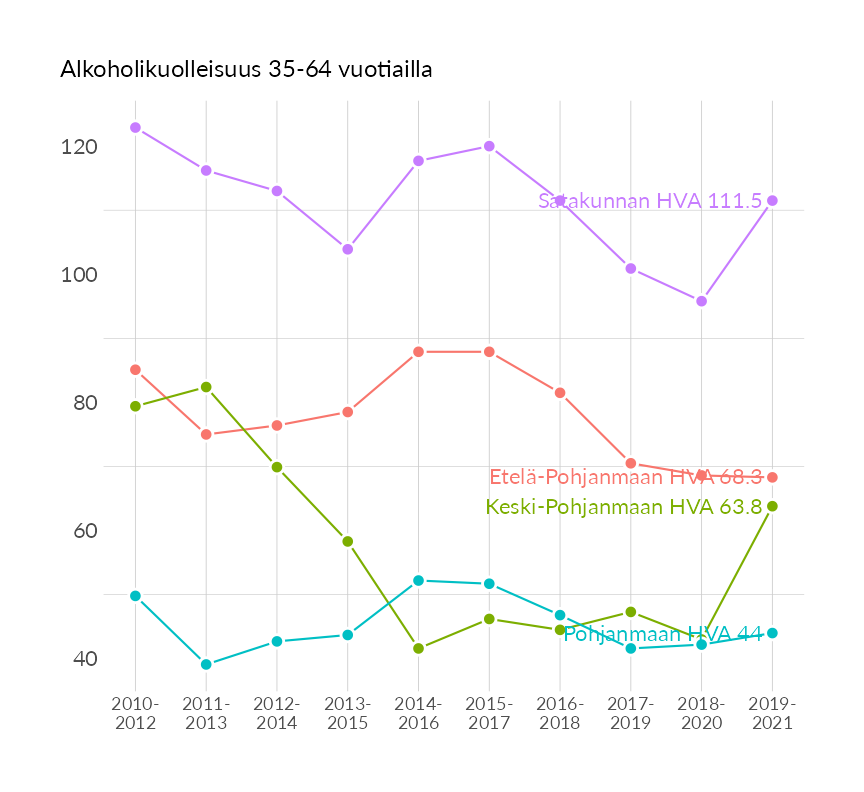 Alkoholikuolleisuus 35-64 vuotiailla
120
Satakunnan HVA 111.5
100
80
Etelä-Pohjanmaan HVA 68.3
Keski-Pohjanmaan HVA 63.8
60
Pohjanmaan HVA 44
40
2010- 2011- 2012- 2013- 2014- 2015- 2016- 2017- 2018- 2019-
2012 2013 2014 2015 2016 2017 2018 2019 2020 2021